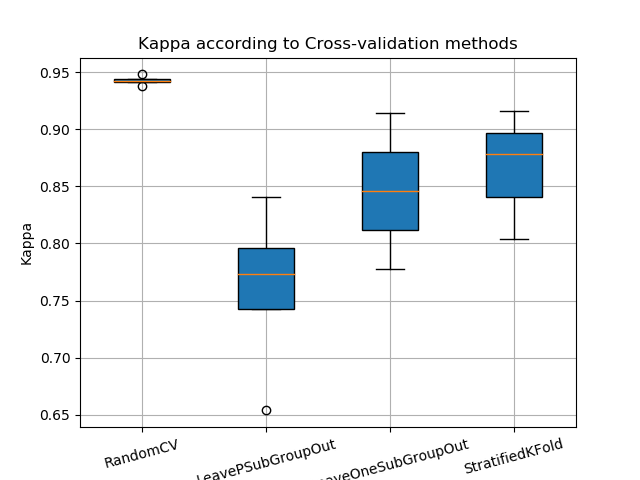 Kappa according to Cross-validation methods
0.95
0.90
0.85
0.80
0.75
0.70
0.65
Kappa
RandomCV
LeavePSubGroupOut
aveOneSubGroupOut
StratifiedKFold